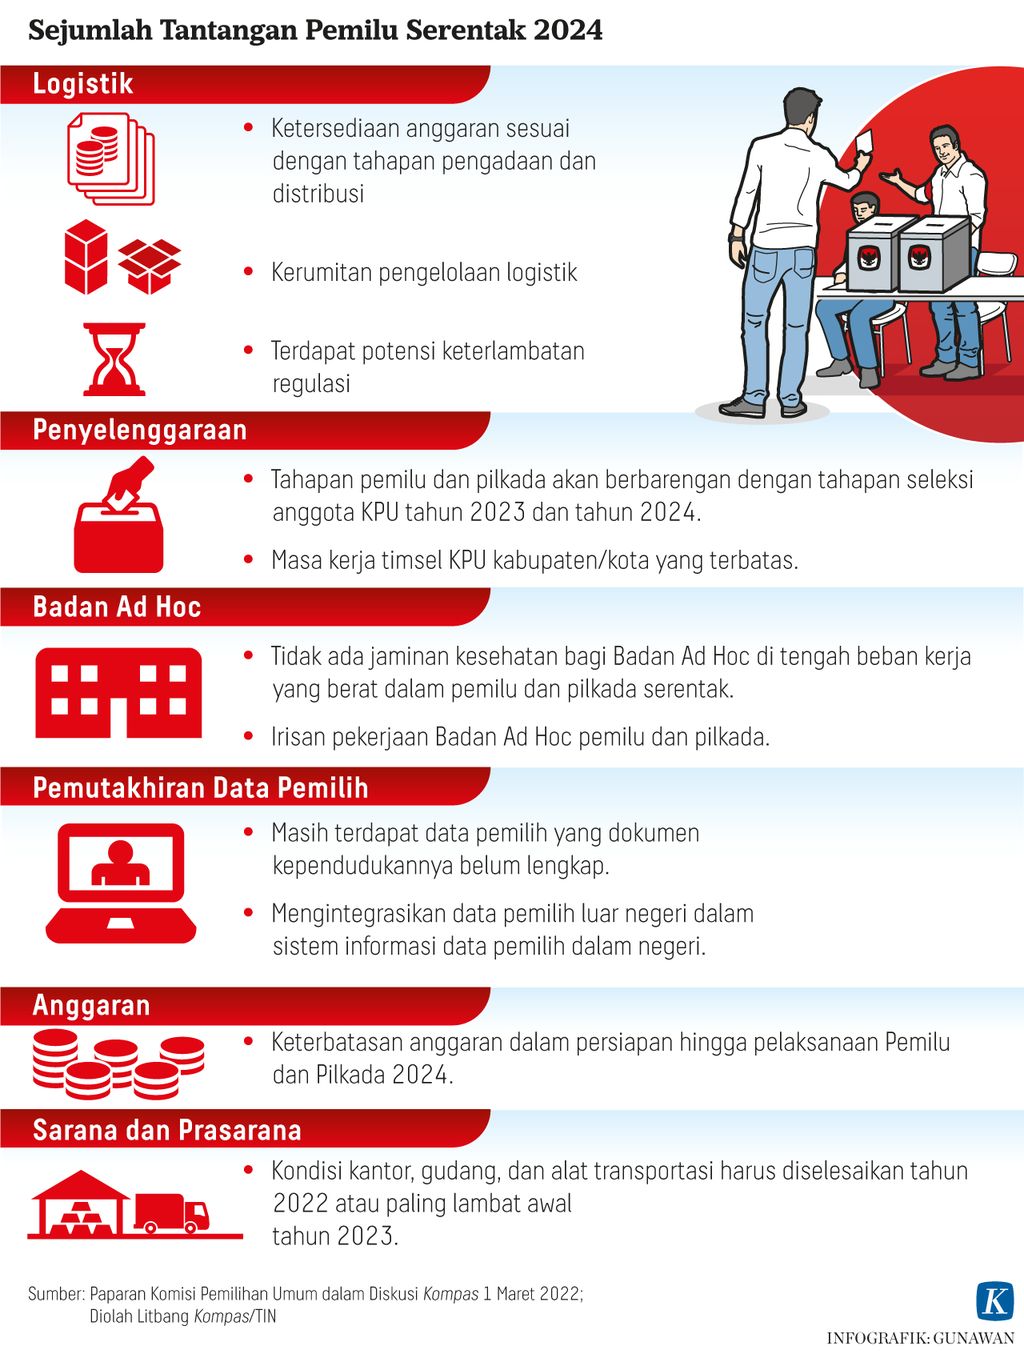 Sejumlah Tantangan Pemilu Serentak 2024
Logistik
• Ketersediaan anggaran sesuai
dengan tahapan pengadaan dan
distribusi
• Kerumitan pengelolaan logistik
• Terdapat potensi keterlambatan
regulasi
Penyelenggaraan
• Tahapan pemilu dan pilkada akan berbarengan dengan tahapan seleksi
anggota KPU tahun 2023 dan tahun 2024.
• Masa kerja timsel KPU kabupaten/kota yang terbatas.
Badan Ad Hoc
• Tidak ada jaminan kesehatan bagi Badan Ad Hoc di tengah beban kerja
yang berat dalam pemilu dan pilkada serentak.
• Irisan pekerjaan Badan Ad Hoc pemilu dan pilkada.
Pemutakhiran Data Pemilih
• Masih terdapat data pemilih yang dokumen
kependudukannya belum lengkap.
• Mengintegrasikan data pemilih luar negeri dalam
sistem informasi data pemilih dalam negeri.
Anggaran
• Keterbatasan anggaran dalam persiapan hingga pelaksanaan Pemilu
dan Pilkada 2024.
Sarana dan Prasarana
• Kondisi kantor, gudang, dan alat transportasi harus diselesaikan tahun
2022 atau paling lambat awal
tahun 2023.
Sumber: Paparan Komisi Pemilihan Umum dalam Diskusi Kompas 1 Maret 2022;
Diolah Litbang Kompas/TIN
K
INFOGRAFIK: GUNAWAN